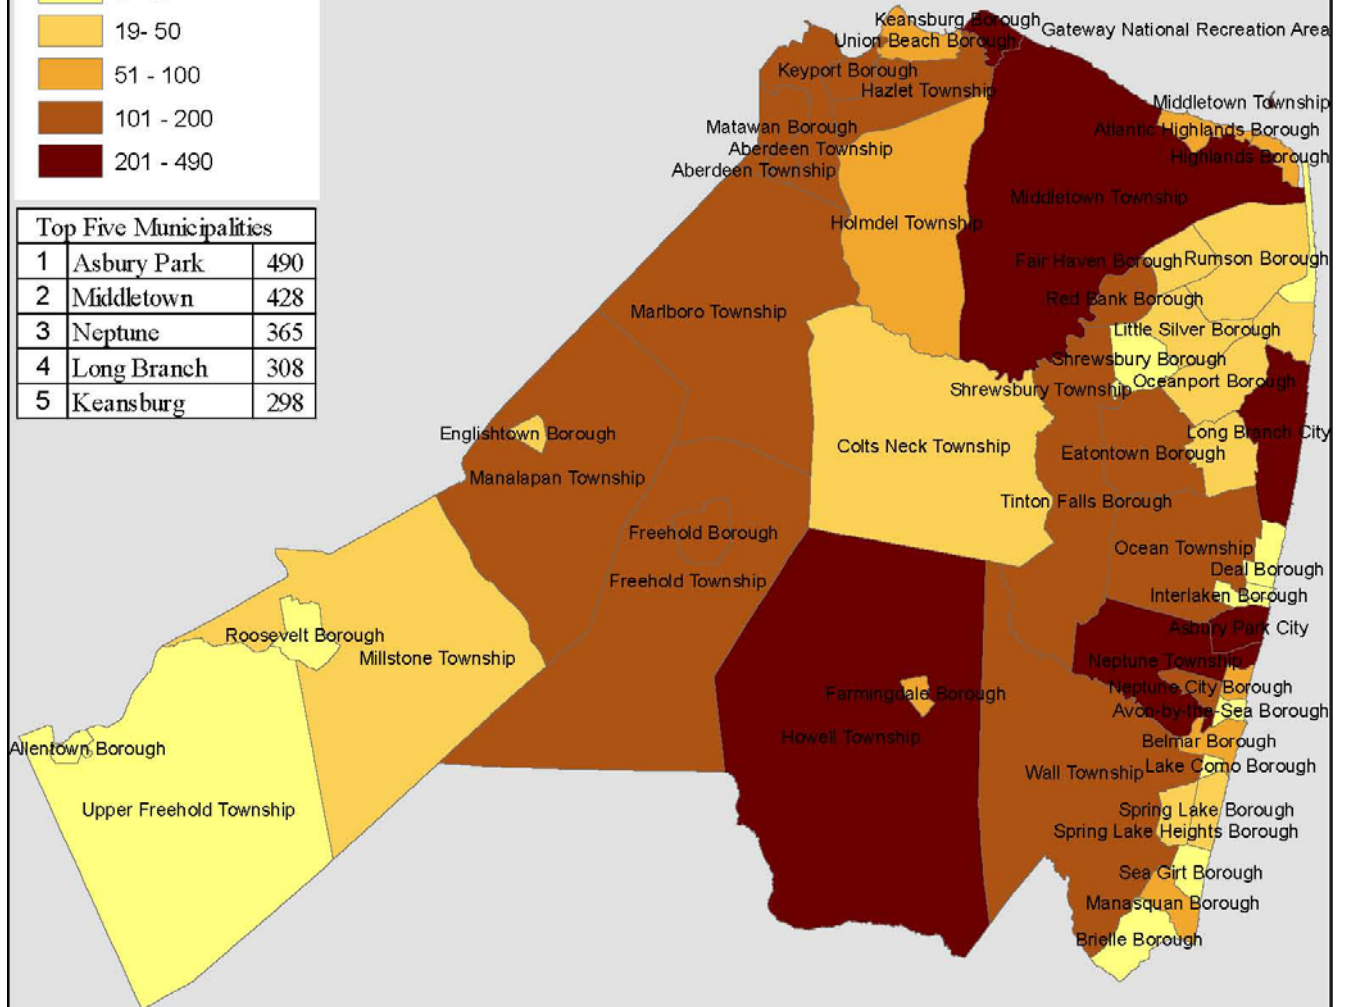 19- 50
51 - 100
101 - 200
201 - 490
Top Five Municipalities
1 Asbury Park 490
2 Middletown 428
3 Neptune 365
4 Long Branch 308
5 Keansburg 298
Keansburg Borough
Gateway National Recreation Area
Union Beach Borough
Keyport Borough
Hazlet Township
Middletown Township
Matawan Borough
Atlantic Highlands Borough
Aberdeen Township
Highlands Borough
Aberdeen Township
Middletown Township
Holmdel Township
Fair Haven Borough
Rumson Borough
Red Bank Borough
Marlboro Township
Little Silver Borough
Shrewsbury Borough
Oceanport Borough
Shrewsbury Township
Englishtown Borough
Long Branch City
Colts Neck Township
Eatontown Borough
Manalapan Township
Tinton Falls Borough
Freehold Borough
Ocean Township
Deal Borough
Freehold Township
Interlaken Borough
Asbury Park City
Roosevelt Borough
Millstone Township
Neptune Township
Neptune City Borough
Farmingdale Borough
Avon-by-the-Sea Borough
Howell Township
Belmar Borough
Allentown Borough
Lake Como Borough
Wall Township
Upper Freehold Township
Spring Lake Borough
Spring Lake Heights Borough
Sea Girt Borough
Manasquan Borough
Brielle Borough